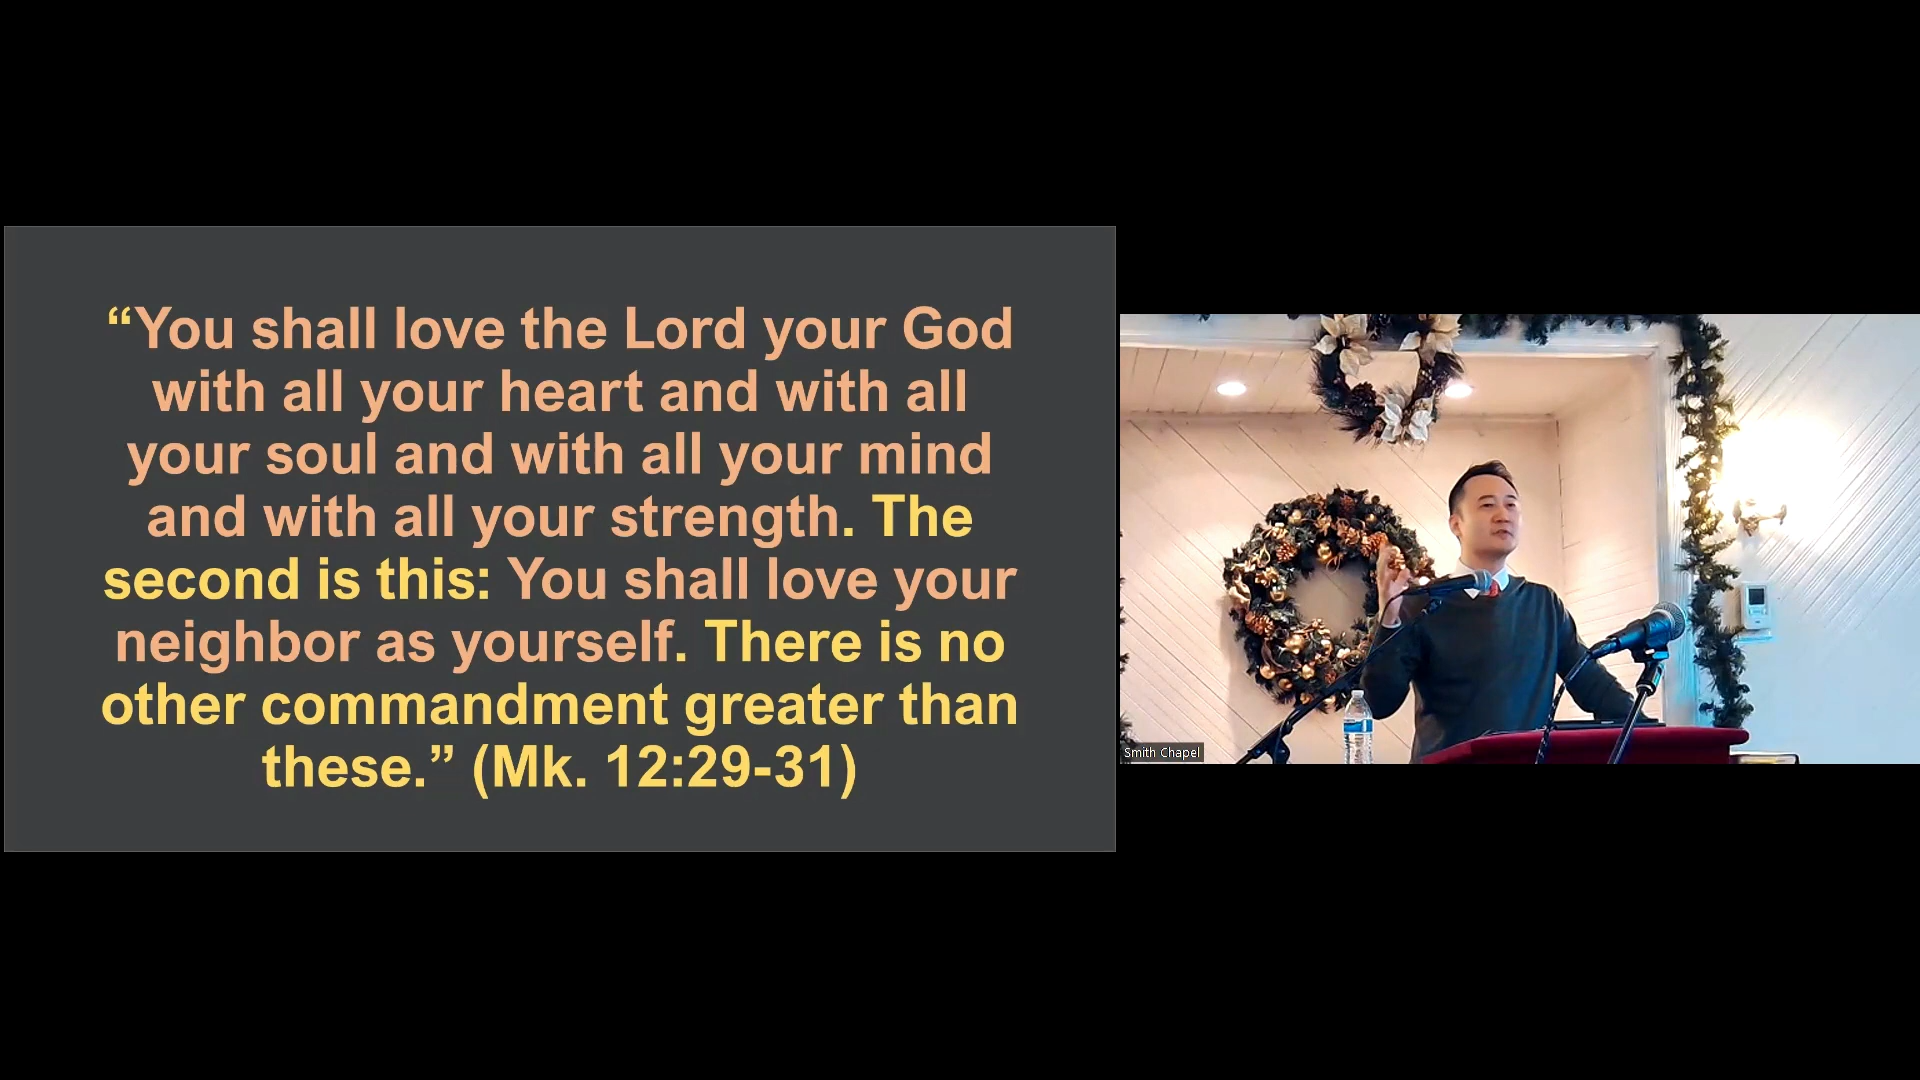 “You shall love the Lord your God
with all your heart and with all
your soul and with all your mind
and with all your strength. The
second is this: You shall love your
neighbor as yourself. There is no
other commandment greater than
these.” (Mk. 12:29-31)
Smith Chapel